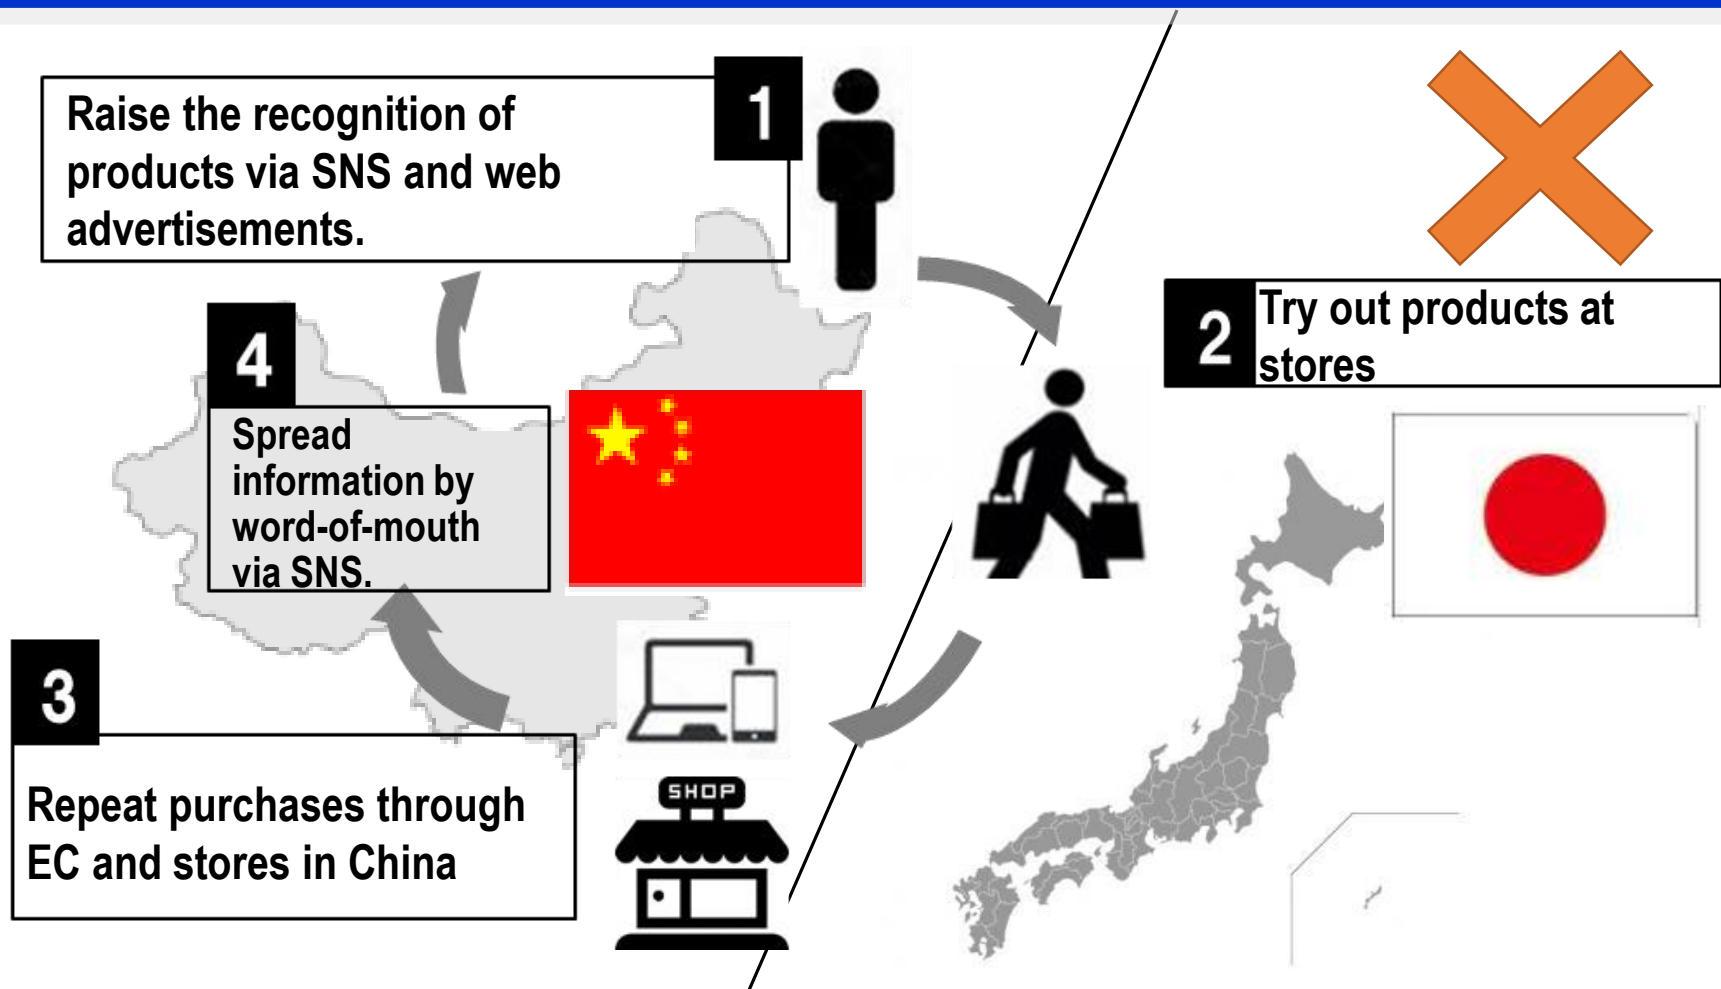 1
Raise the recognition of
products via SNS and web
advertisements.
2
Try out products at
stores
4
Spread
information by
word-of-mouth
via SNS.
3
Repeat purchases through
EC and stores in China
SHOP